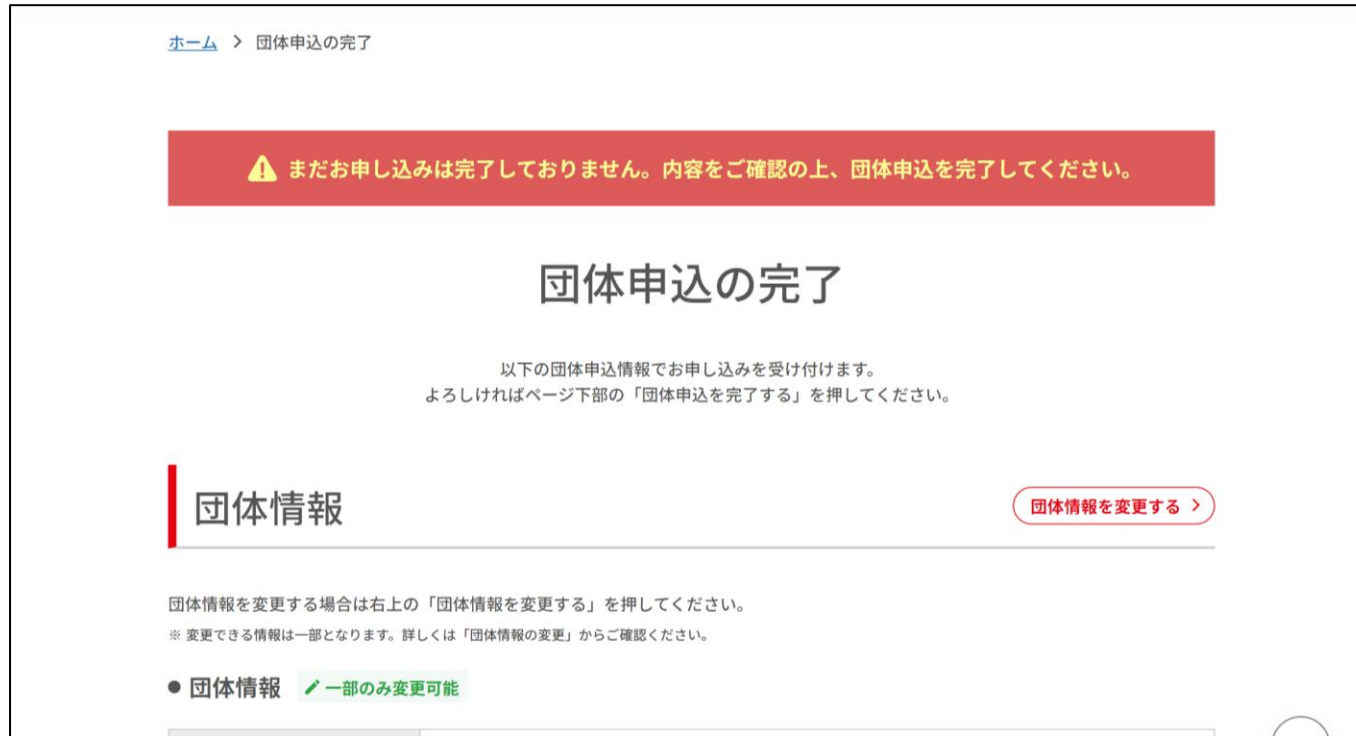 ホーム > 団体申込の完了
まだお申し込みは完了しておりません。内容をご確認の上、団体申込を完了してください。
団体申込の完了
以下の団体申込情報でお申し込みを受け付けます。
よろしければページ下部の「団体申込を完了する」を押してください。
団体情報
団体情報を変更する >
団体情報を変更する場合は右上の「団体情報を変更する」を押してください。
※ 変更できる情報は一部となります。詳しくは「団体情報の変更」からご確認ください。
● 団体情報 一部のみ変更可能